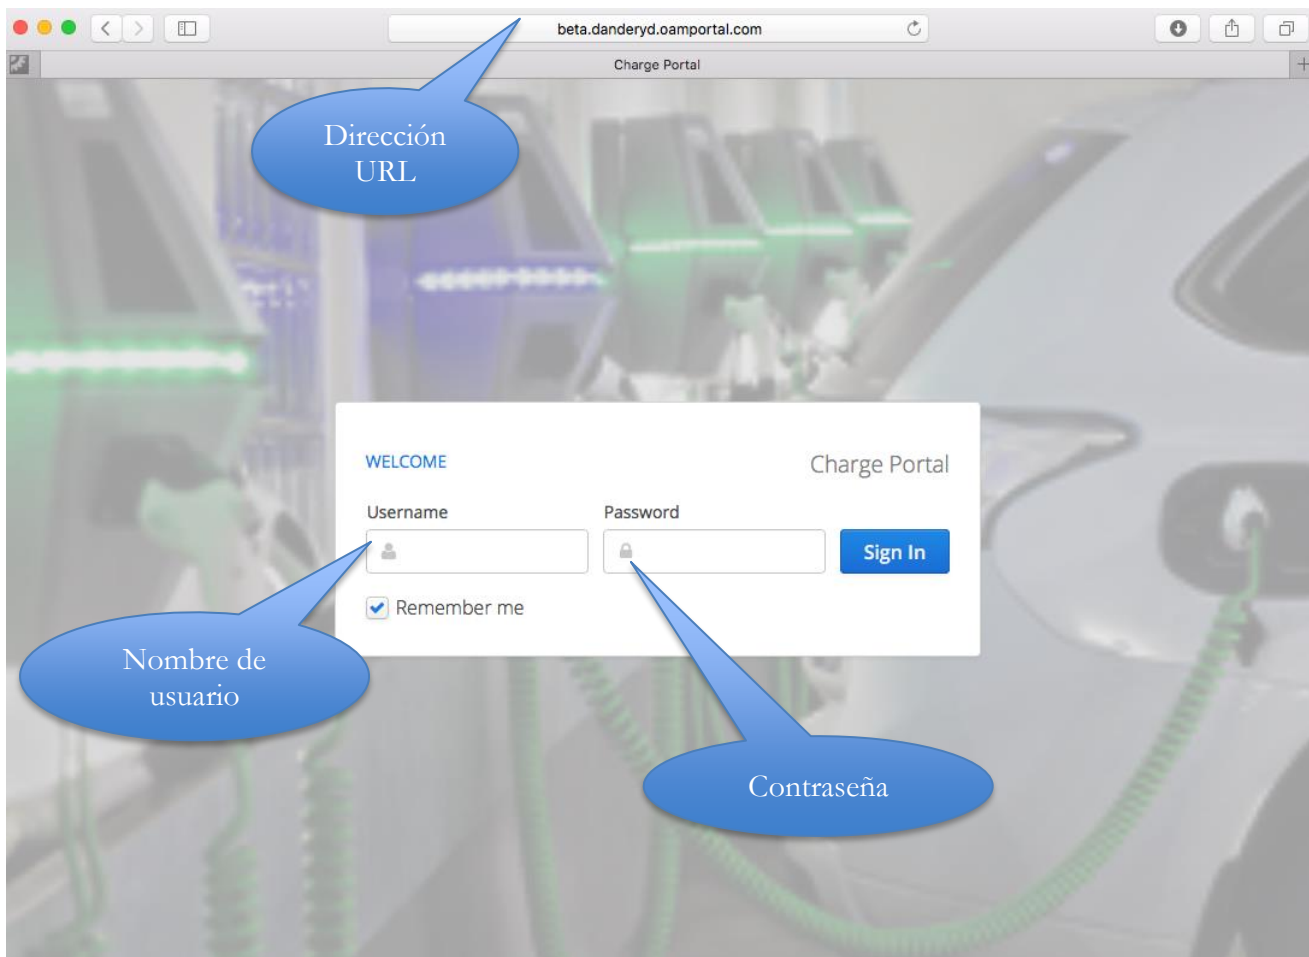 beta.danderyd.oamportal.com
Charge Portal
Dirección
URL
WELCOME
Charge Portal
Username
Password
Sign In
Remember me
Nombre de
usuario
Contraseña